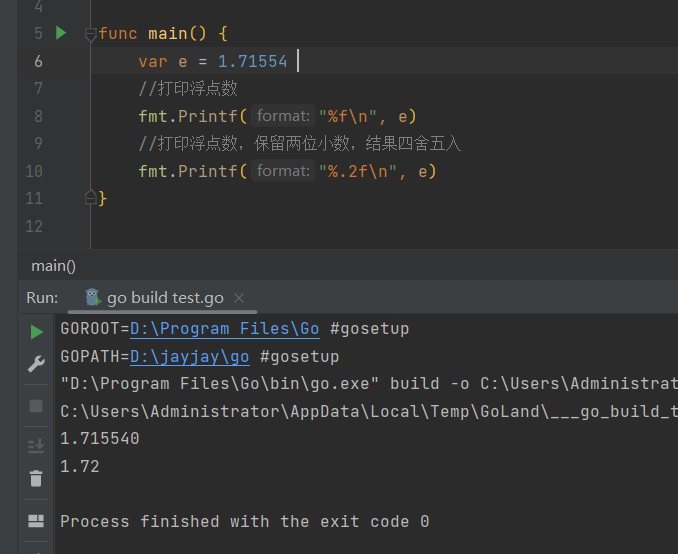 4
5 func main() {
6 var e = 1.71554
7 //打印浮点数
8 fmt.Printf( format: "%f\n", e)
9 //打印浮点数，保留两位小数，结果四舍五入
10 fmt.Printf( format: "%.2f\n", e)
11 }
12
main()
Run: go build test.go ×
GOROOT=D:\Program Files\Go #gosetup
GOPATH=D:\jayjay\go #gosetup
"D:\Program Files\Go\bin\go.exe" build -o C:\Users\Administrat
C:\Users\Administrator\AppData\Local\Temp\GoLand\___go_build_t
1.715540
1.72
Process finished with the exit code 0